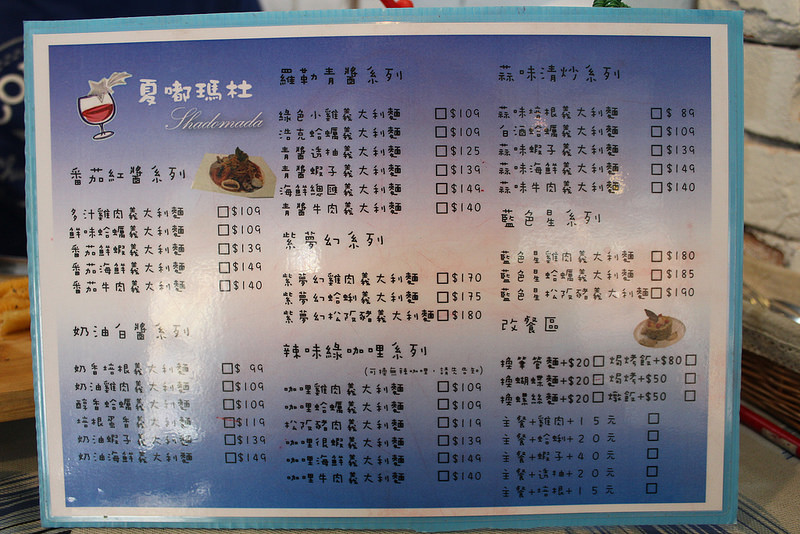 夏嘟瑪杜
Shadomada
番茄紅醬系列
多汁雞肉義大利麵 $109
鮮味蛤蠣義大利麵 $109
番茄鮮蝦義大利麵 $139
番茄海鮮義大利麵 $149
番茄牛肉義大利麵 $140
奶油白醬系列
奶香培根義大利麵 $ 99
奶油雞肉義大利麵 $109
醇香蛤蠣義大利麵 $109
培根蛋香義大利麵 $119
奶油蝦子義大利麵 $139
奶油海鮮義大利麵 $149
羅勒青醬系列
綠色小雞義大利麵 $109
浩克蛤蠣義大利麵 $109
青醬透抽義大利麵 $125
青醬蝦子義大利麵 $139
海鮮總匯義大利麵 $149
青醬牛肉義大利麵 $140
紫夢幻系列
紫夢幻雞肉義大利麵 $170
紫夢幻蛤蜊義大利麵 $175
紫夢幻松阪豬義大利麵 $180
辣味綠咖哩系列
(可換無辣咖哩,請先告知)
咖哩雞肉義大利麵 $109
咖哩蛤蠣義大利麵 $109
松阪豬肉義大利麵 $119
咖哩很蝦義大利麵 $139
咖哩海鮮義大利麵 $149
咖哩牛肉義大利麵 $140
蒜味清炒系列
蒜味培根義大利麵 $ 89
白酒蛤蠣義大利麵 $109
蒜味蝦子義大利麵 $139
蒜味海鮮義大利麵 $149
蒜味牛肉義大利麵 $140
藍色星系列
藍色星雞肉義大利麵 $180
藍色星蛤蠣義大利麵 $185
藍色星松阪豬義大利麵 $190
改餐區
換筆管麵+$20 焗烤飯+$80
換蝴蝶麵+$20 焗烤+$50
換螺絲麵+$20 燉飯+$50
主餐+雞肉+15元
主餐+蛤蜊+20元
主餐+蝦子+40元
主餐+透抽+20元
主餐+培根+15元